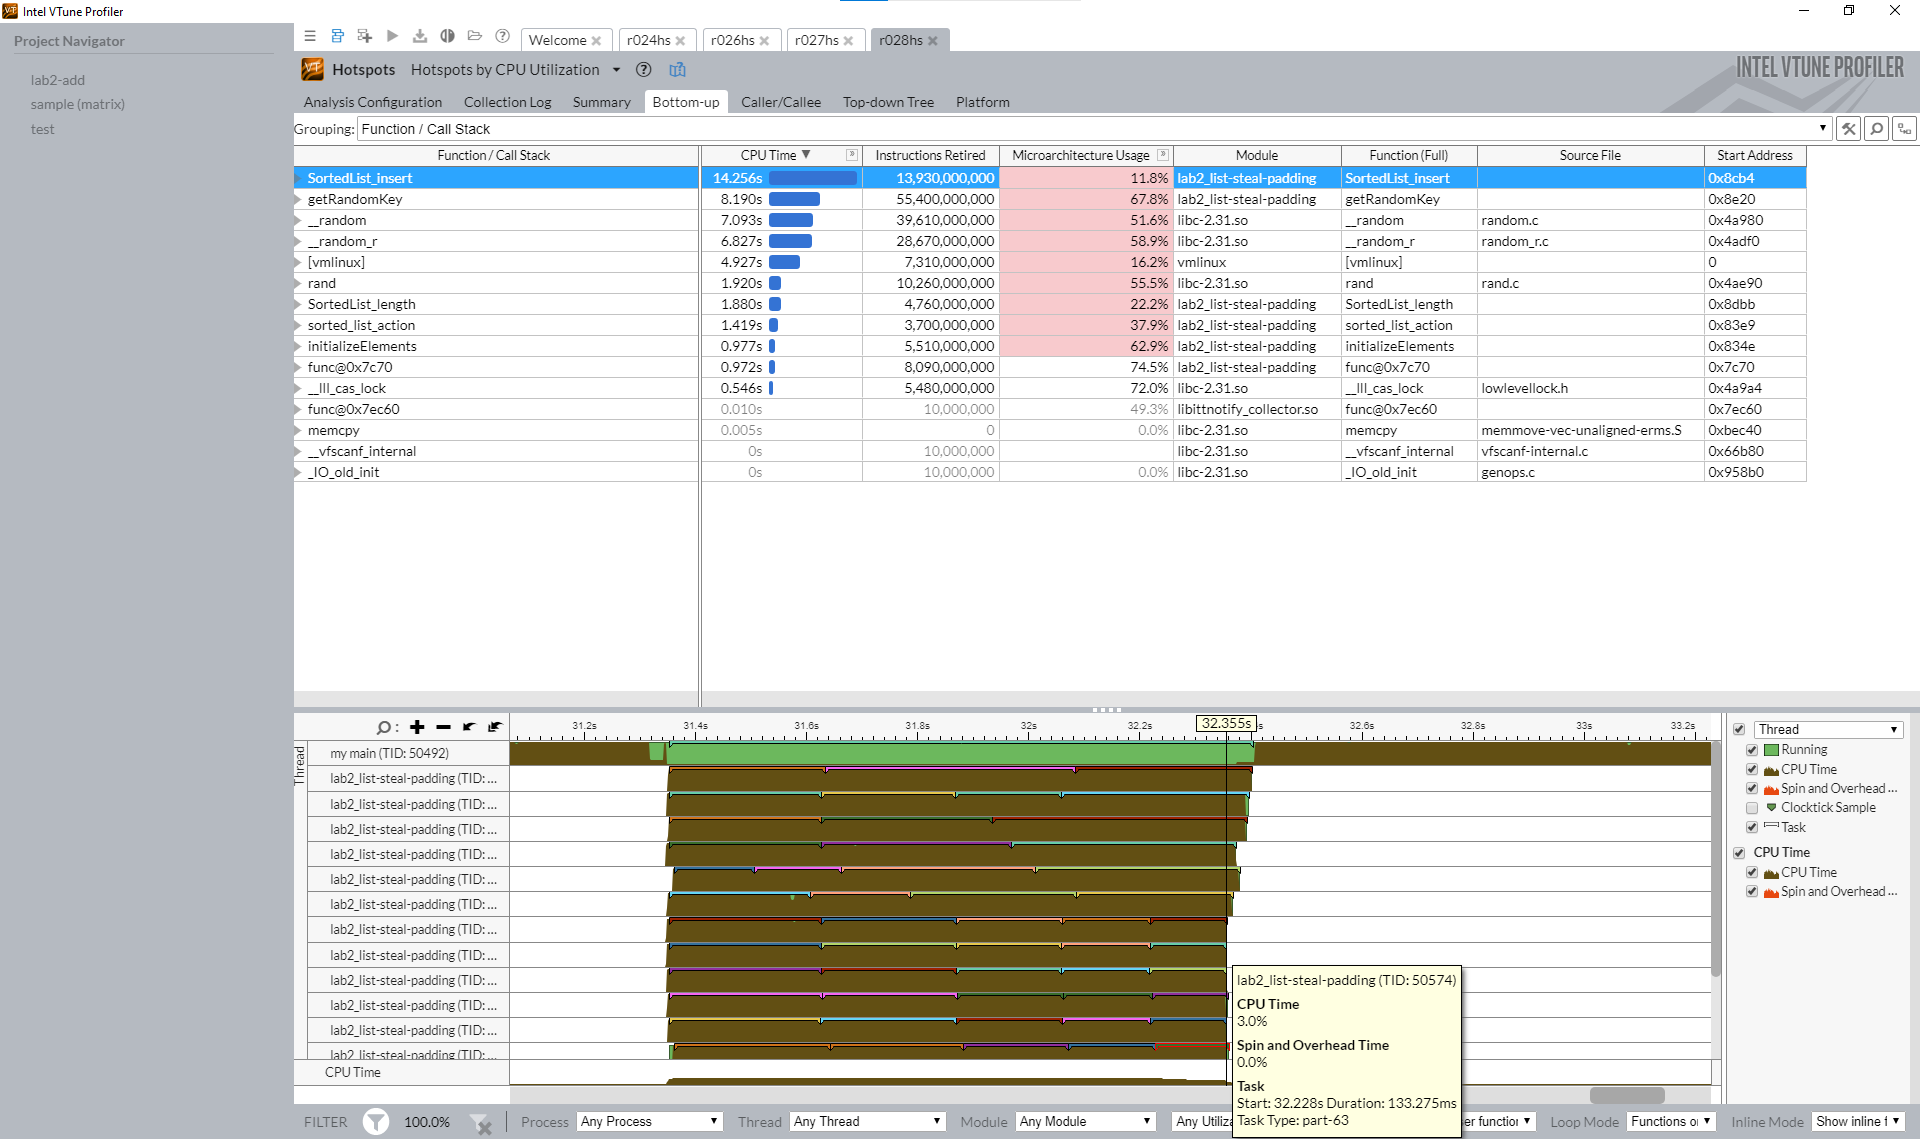 Intel VTune Profiler
Project Navigator
lab2-add
sample (matrix)
test
Welcome
r024hs
r026hs
r027hs
r028hs
Hotspots Hotspots by CPU Utilization
INTEL VTUNE PROFILER
Analysis Configuration Collection Log Summary Bottom-up Caller/Callee Top-down Tree Platform
Grouping: Function / Call Stack
Function / Call Stack CPU Time Instructions Retired Microarchitecture Usage Module Function (Full) Source File Start Address
SortedList_insert 14.256s 13,930,000,000 11.8% lab2_list-steal-padding SortedList_insert 0x8cb4
getRandomKey 8.190s 55,400,000,000 67.8% lab2_list-steal-padding getRandomKey 0x8e20
__random 7.093s 39,610,000,000 51.6% libc-2.31.so __random random.c 0x4a980
__random_r 6.827s 28,670,000,000 58.9% libc-2.31.so __random_r random_r.c 0x4adf0
[vmlinux] 4.927s 7,310,000,000 16.2% vmlinux [vmlinux] 0
rand 1.920s 10,260,000,000 55.5% libc-2.31.so rand rand.c 0x4ae90
SortedList_length 1.880s 4,760,000,000 22.2% lab2_list-steal-padding SortedList_length 0x8dbb
sorted_list_action 1.419s 3,700,000,000 37.9% lab2_list-steal-padding sorted_list_action 0x83e9
initializeElements 0.977s 5,510,000,000 62.9% lab2_list-steal-padding initializeElements 0x834e
func@0x7c70 0.972s 8,090,000,000 74.5% lab2_list-steal-padding func@0x7c70 0x7c70
__lll_cas_lock 0.546s 5,480,000,000 72.0% libc-2.31.so __lll_cas_lock lowlevellock.h 0x4a9a4
func@0x7ec60 0.010s 10,000,000 49.3% libittnotify_collector.so func@0x7ec60 0x7ec60
memcpy 0.005s 0 0.0% libc-2.31.so memcpy memmove-vec-unaligned-erms.S 0xbec40
__vfscanf_internal 0s 10,000,000 libc-2.31.so __vfscanf_internal vfscanf-internal.c 0x66b80
_IO_old_init 0s 10,000,000 0.0% libc-2.31.so _IO_old_init genops.c 0x958b0
31.2s 31.4s 31.6s 31.8s 32s 32.2s 32.355s s 32.6s 32.8s 33s 33.2s
Thread
my main (TID: 50492)
lab2_list-steal-padding (TID: ...
lab2_list-steal-padding (TID: ...
lab2_list-steal-padding (TID: ...
lab2_list-steal-padding (TID: ...
lab2_list-steal-padding (TID: ...
lab2_list-steal-padding (TID: ...
lab2_list-steal-padding (TID: ...
lab2_list-steal-padding (TID: ...
lab2_list-steal-padding (TID: ...
lab2_list-steal-padding (TID: ...
lab2_list-steal-padding (TID: ...
lab2_list-steal-padding (TID: ...
CPU Time
lab2_list-steal-padding (TID: 50574)
CPU Time
3.0%
Spin and Overhead Time
0.0%
Task
Start: 32.228s Duration: 133.275ms
Task Type: part-63
Thread
Running
CPU Time
Spin and Overhead ...
Clocktick Sample
Task
CPU Time
CPU Time
Spin and Overhead ...
FILTER 100.0% Process Any Process Thread Any Thread Module Any Module Any Utiliz er function Loop Mode Functions o Inline Mode Show inline f